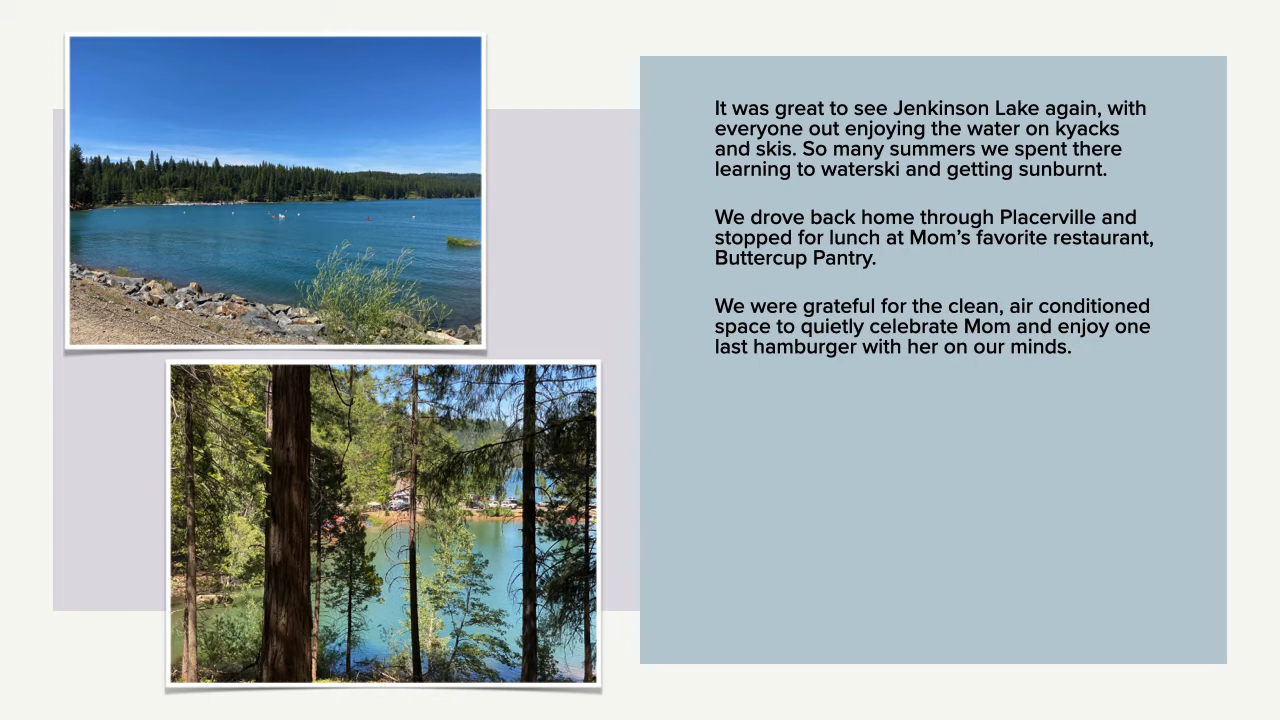 It was great to see Jenkinson Lake again, with
everyone out enjoying the water on kyacks
and skis. So many summers we spent there
learning to waterski and getting sunburnt.
We drove back home through Placerville and
stopped for lunch at Mom’s favorite restaurant,
Buttercup Pantry.
We were grateful for the clean, air conditioned
space to quietly celebrate Mom and enjoy one
last hamburger with her on our minds.